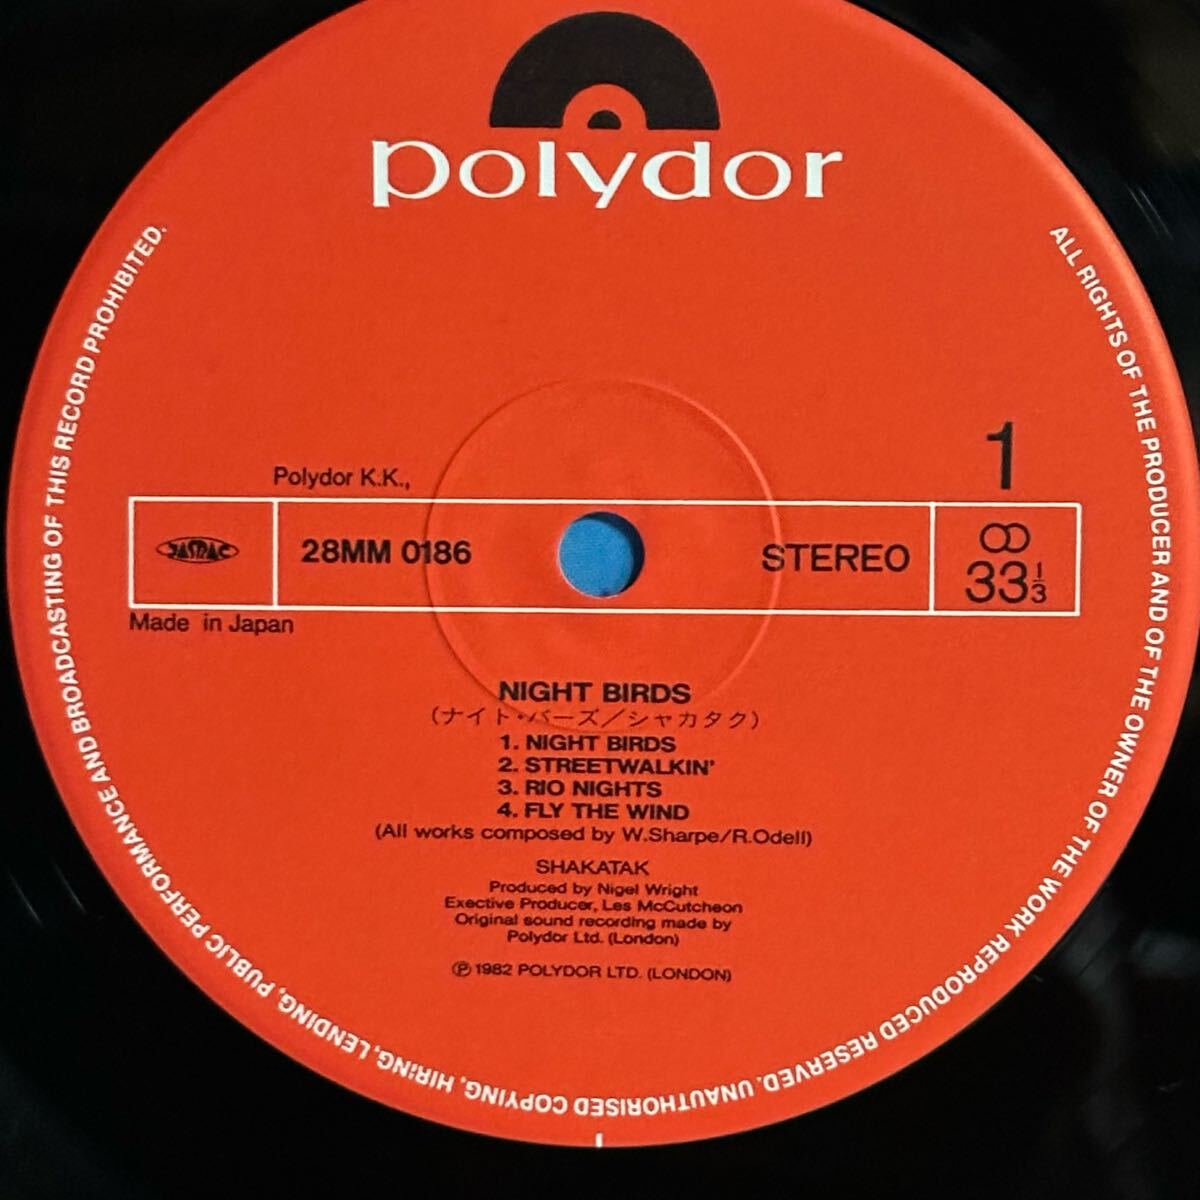 polydor
ALL RIGHTS OF THE PRODUCER AND OF THE OWNER OF THE WORK REPRODUCED RESERVED. UNAUTHORISED COPYING, HIRING, LENDING, PUBLIC PERFORMANCE AND BROADCASTING OF THIS RECORD PROHIBITED.
1
Polydor K.K.,
JASRAC
28MM 0186
STEREO
33 1/3
Made in Japan
NIGHT BIRDS
(ナイト・バーズ/シャカタク)
1. NIGHT BIRDS
2. STREETWALKIN'
3. RIO NIGHTS
4. FLY THE WIND
(All works composed by W.Sharpe/R.Odell)
SHAKATAK
Produced by Nigel Wright
Exective Producer, Les McCutcheon
Original sound recording made by
Polydor Ltd. (London)
℗ 1982 POLYDOR LTD. (LONDON)